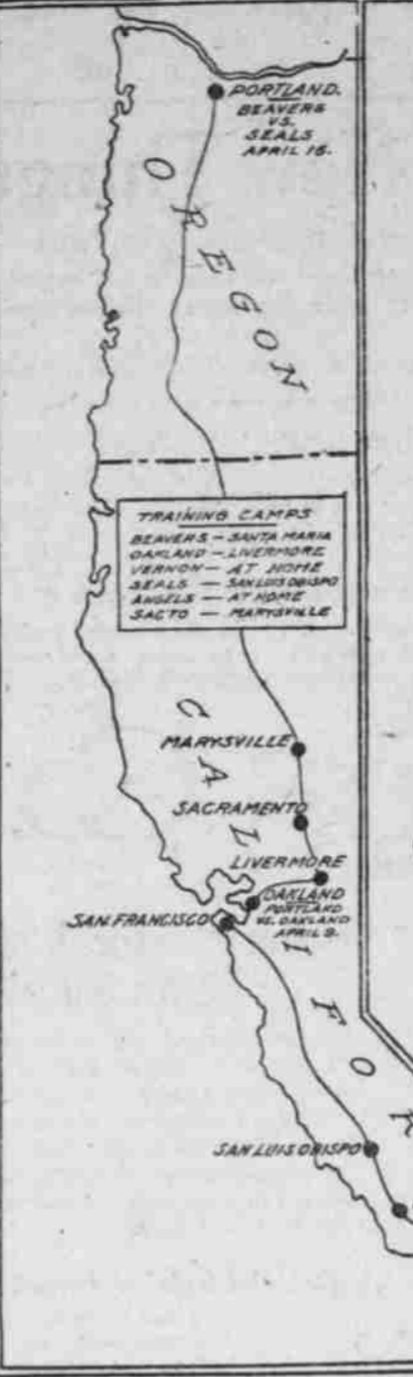 PORTLAND.
BEAVERS
VS.
SEALS
APRIL 16.
OREGON
TRAINING CAMPS
BEAVERS — SANTA MARIA
OAKLAND — LIVERMORE
VERNON — AT HOME
SEALS — SAN LUIS OBISPO
ANGELS — AT HOME
SACTO — MARYSVILLE
MARYSVILLE
SACRAMENTO
LIVERMORE
OAKLAND
PORTLAND
VS. OAKLAND
APRIL 9.
SAN FRANCISCO
CALIFO
SAN LUIS OBISPO